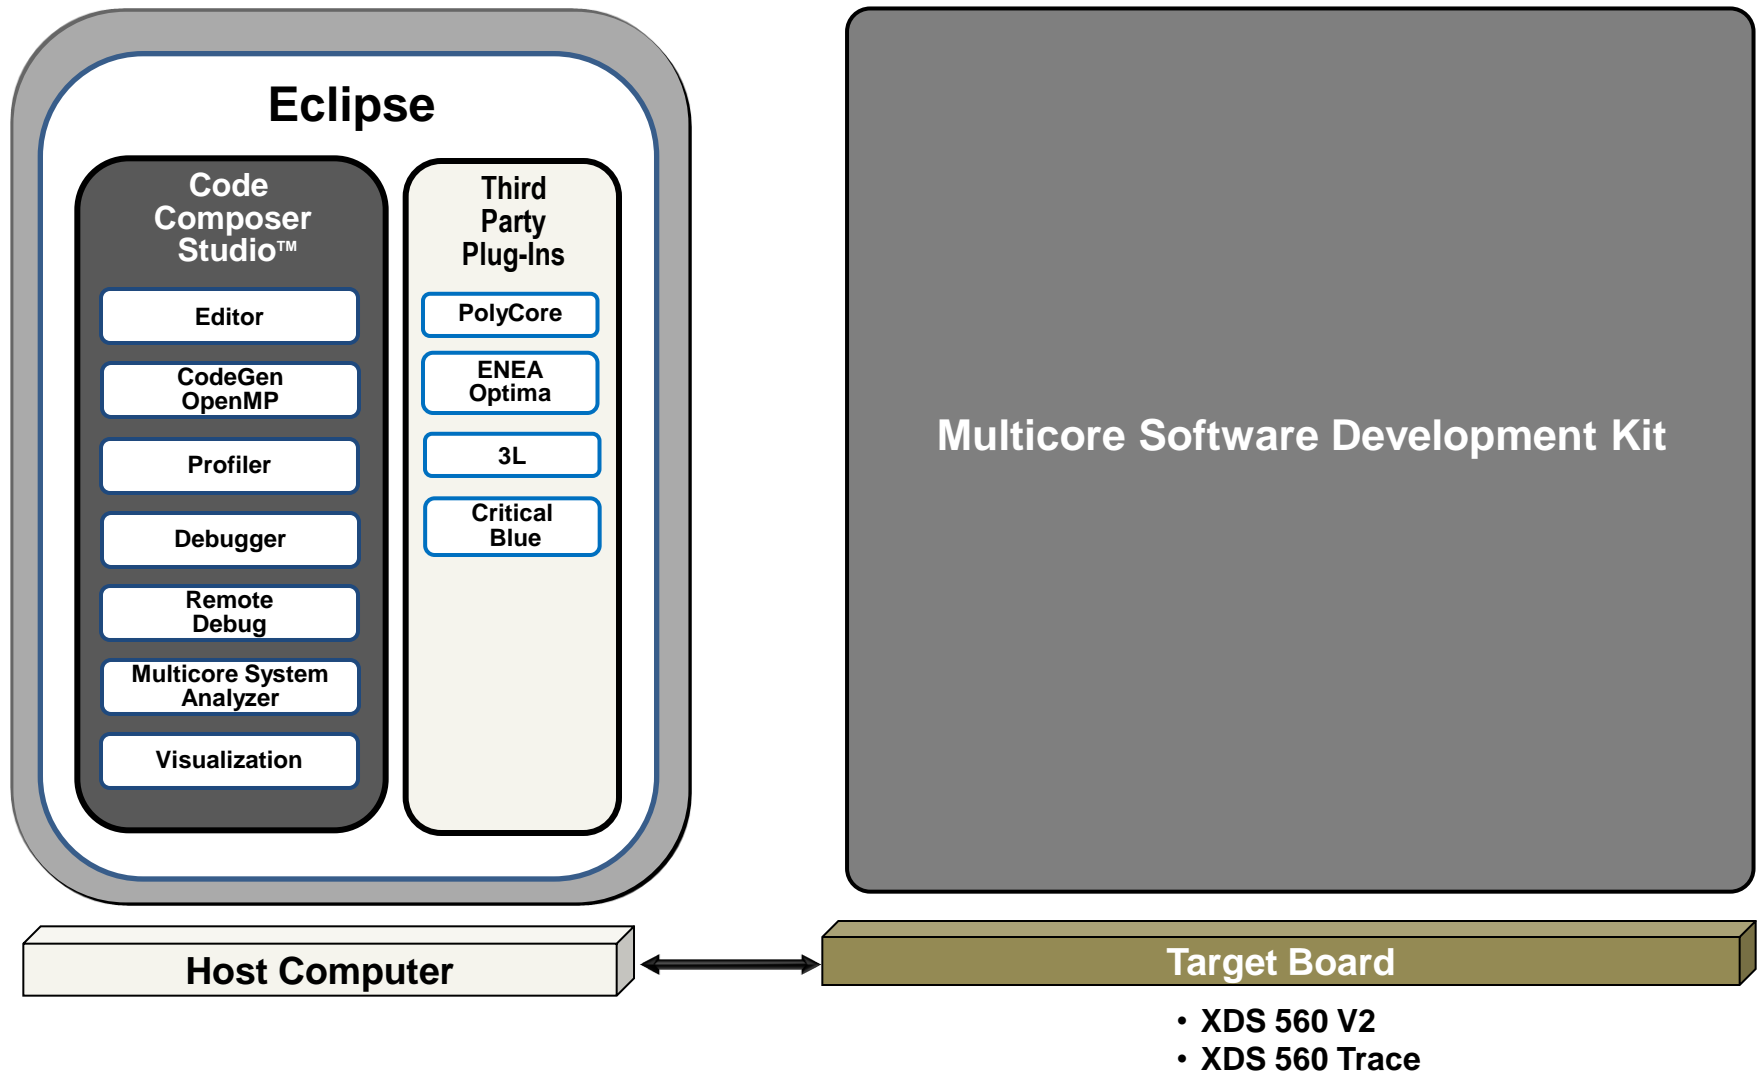 Eclipse
Code
Composer
Studio™
Editor
CodeGen
OpenMP
Profiler
Debugger
Remote
Debug
Multicore System
Analyzer
Visualization
Third
Party
Plug-Ins
PolyCore
ENEA
Optima
3L
Critical
Blue
Multicore Software Development Kit
Host Computer
Target Board
• XDS 560 V2
• XDS 560 Trace